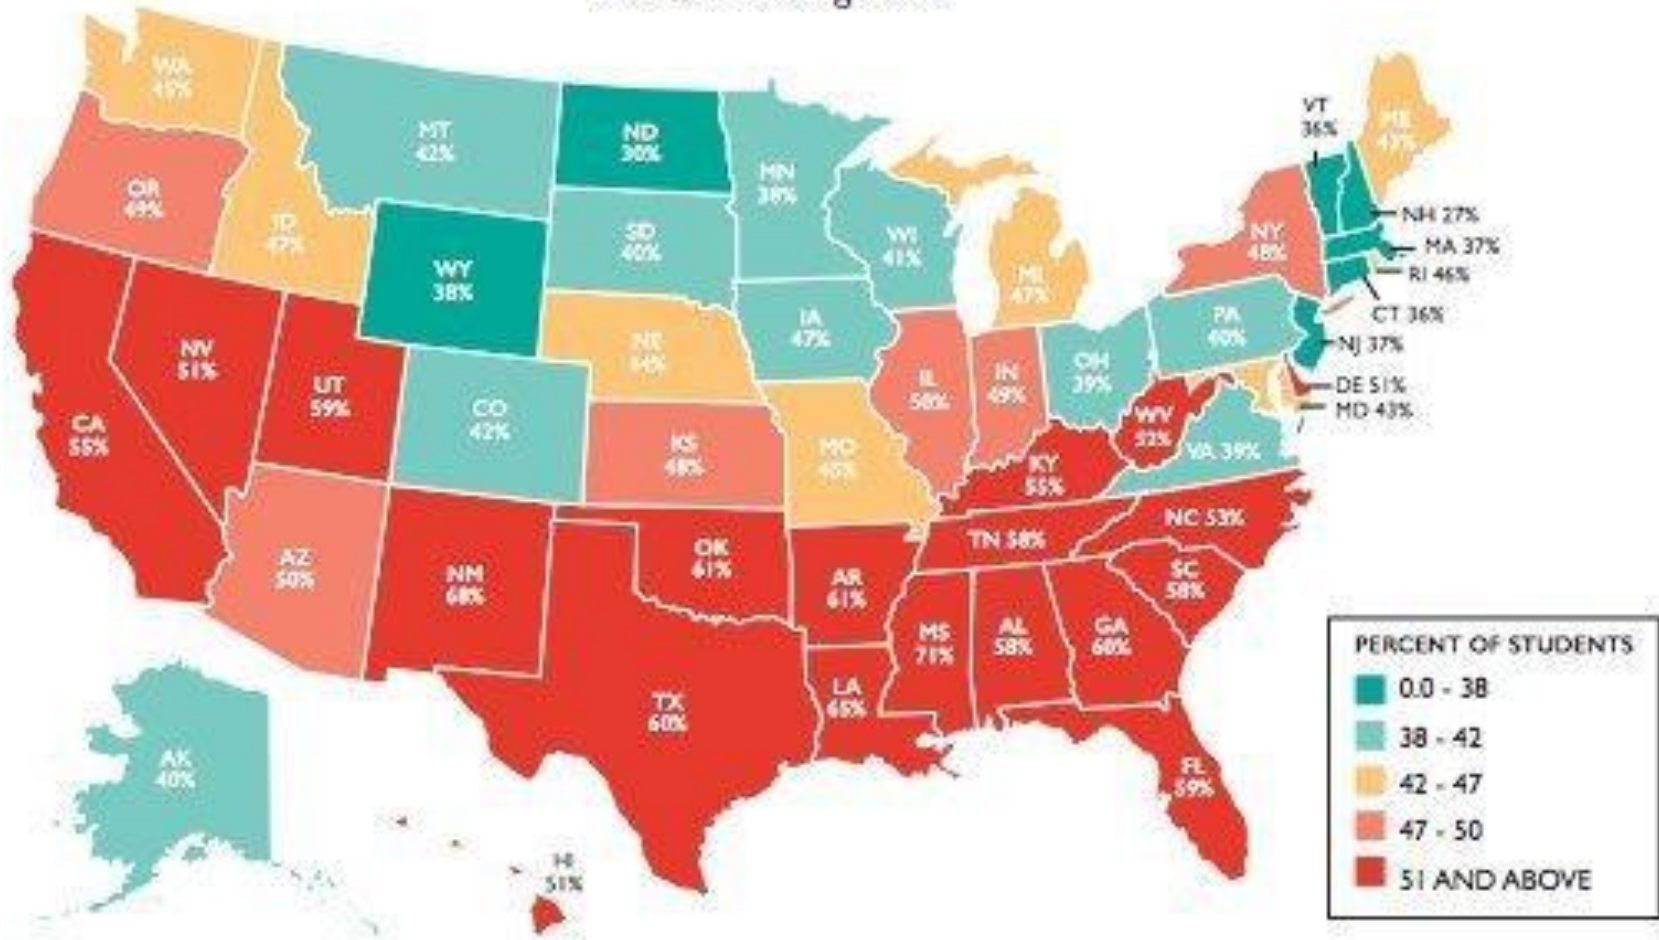 WA
45%
MT
42%
ND
30%
MN
38%
VT
36%
ME
43%
OR
49%
ID
47%
SD
40%
WI
41%
NY
48%
NH 27%
MA 37%
RI 46%
CT 36%
WY
38%
MI
47%
IA
47%
PA
40%
NJ 37%
NE
NV
51%
UT
59%
CO
42%
IL
50%
IN
49%
OH
39%
DE 51%
MD 43%
CA
55%
KS
48%
MO
WV
52%
VA 39%
KY
55%
NC 53%
TN 58%
AZ
50%
NM
68%
OK
61%
AR
61%
SC
58%
MS
71%
AL
58%
GA
60%
TX
60%
LA
65%
FL
59%
AK
40%
HI
51%
PERCENT OF STUDENTS
0.0 - 38
38 - 42
42 - 47
47 - 50
51 AND ABOVE